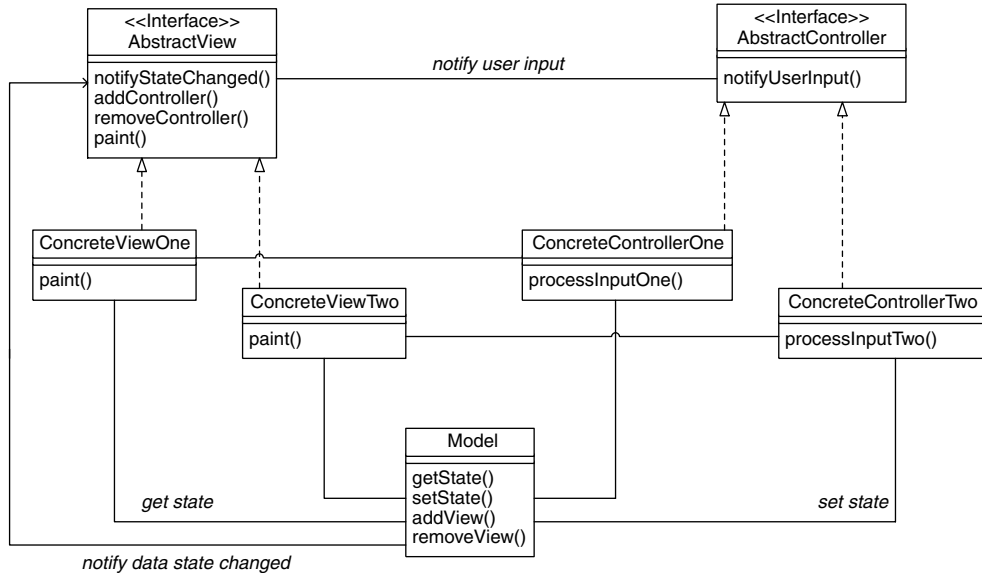 <<Interface>>
AbstractView
notifyStateChanged()
addController()
removeController()
paint()
notify user input
<<Interface>>
AbstractController
notifyUserInput()
ConcreteViewOne
paint()
ConcreteViewTwo
paint()
ConcreteControllerOne
processInputOne()
ConcreteControllerTwo
processInputTwo()
Model
getState()
setState()
addView()
removeView()
get state
set state
notify data state changed